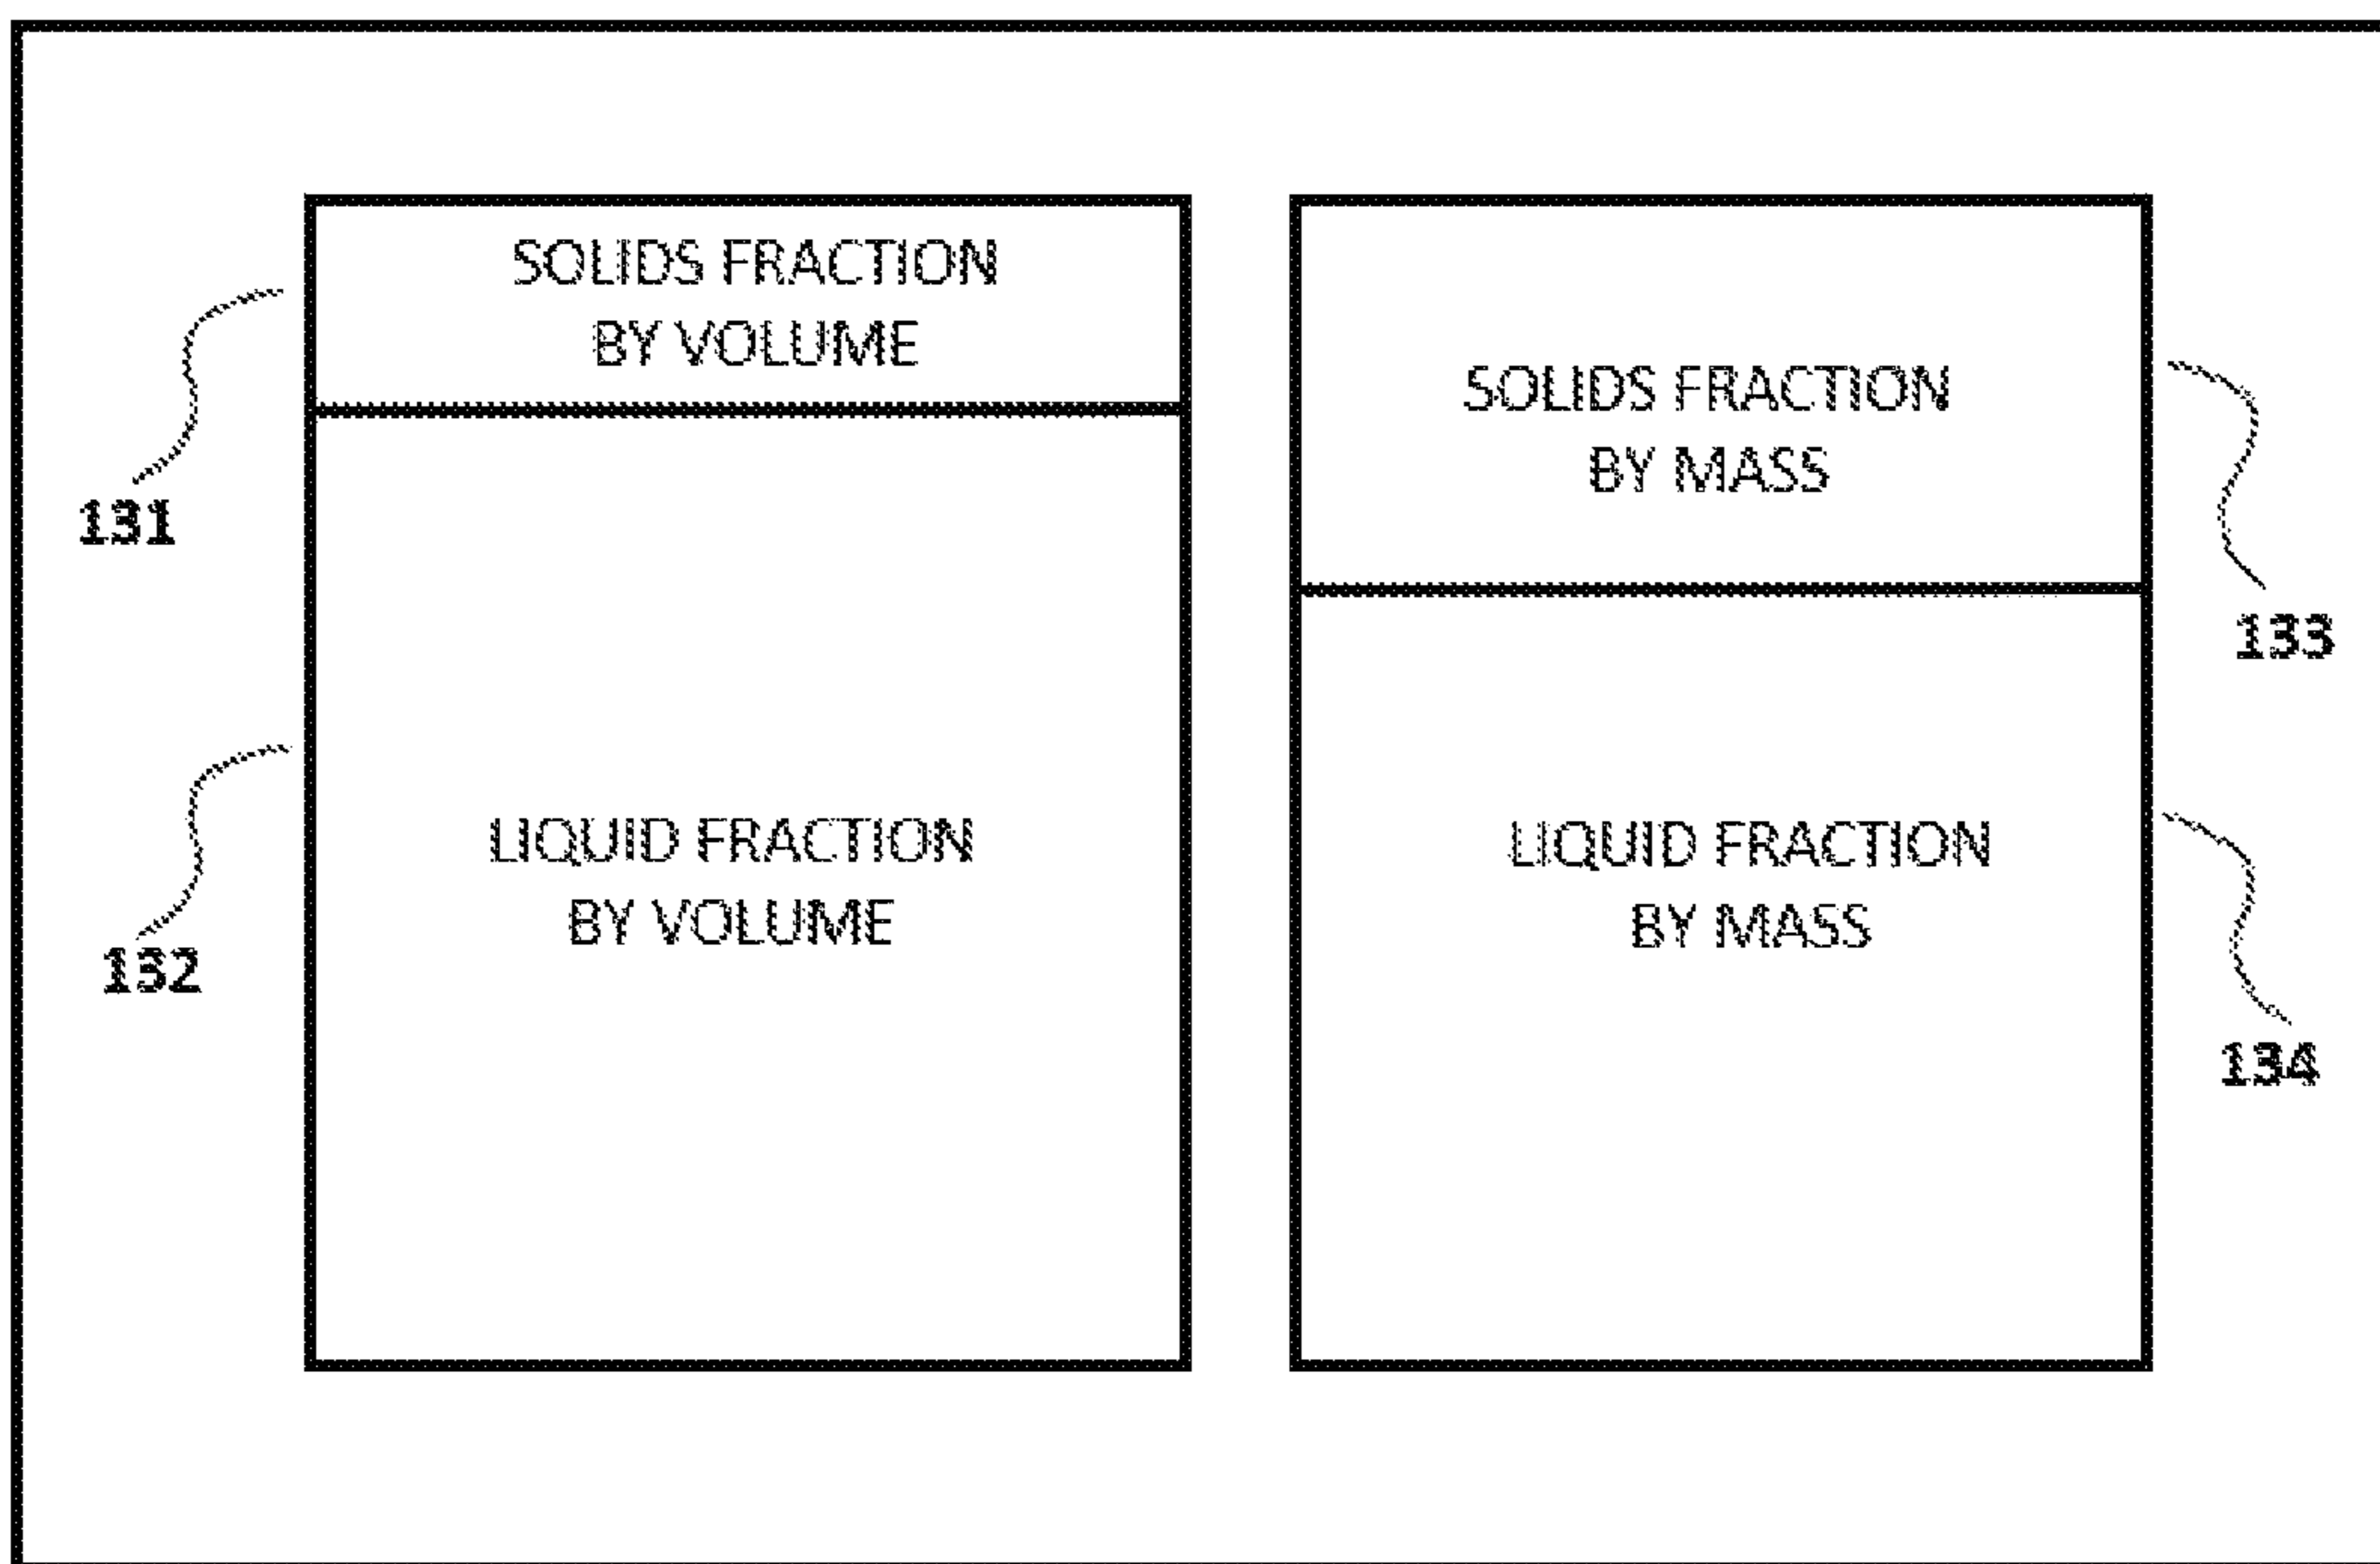 SOLIDS FRACTION
BY VOLUME
131
LIQUID FRACTION
BY VOLUME
132
SOLIDS FRACTION
BY MASS
133
LIQUID FRACTION
BY MASS
134